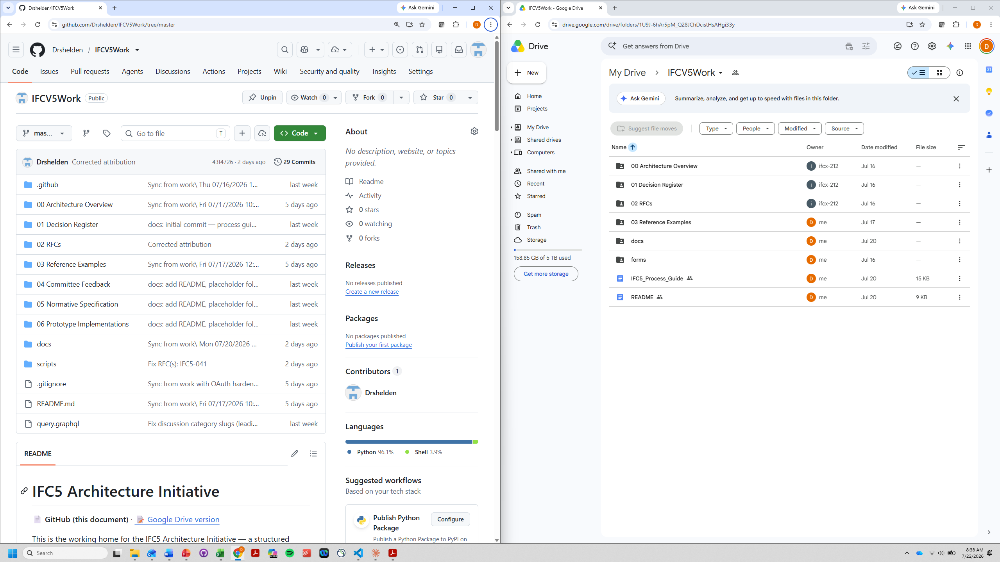 Drshelden/IFCV5Work
Ask Gemini
github.com/Drshelden/IFCV5Work/tree/master
D
Drshelden / IFCV5Work
Code Issues Pull requests Agents Discussions Actions Projects Wiki Security and quality Insights Settings
IFCV5Work Public
Unpin Watch 0 Fork 0 Star 0
mas... Go to file T Code
Drshelden Corrected attribution 43f4726 · 2 days ago 29 Commits
.github Sync from work\ Thu 07/16/2026 1... last week
00 Architecture Overview Sync from work\ Fri 07/17/2026 10:... 5 days ago
01 Decision Register docs: initial commit — process gui... last week
02 RFCs Corrected attribution 2 days ago
03 Reference Examples Sync from work\ Fri 07/17/2026 12:... 5 days ago
04 Committee Feedback docs: add README, placeholder fol... last week
05 Normative Specification docs: add README, placeholder fol... last week
06 Prototype Implementations docs: add README, placeholder fol... last week
docs Sync from work\ Mon 07/20/2026 ... 2 days ago
scripts Fix RFC(s): IFC5-041 2 days ago
.gitignore Sync from work with OAuth harden... 5 days ago
README.md Sync from work\ Fri 07/17/2026 10:... 5 days ago
query.graphql Fix discussion category slugs (leadi... last week
README
IFC5 Architecture Initiative
GitHub (this document) · Google Drive version
This is the working home for the IFC5 Architecture Initiative — a structured
About
No description, website, or topics
provided.
Readme
Activity
0 stars
0 watching
0 forks
Releases
No releases published
Create a new release
Packages
No packages published
Publish your first package
Contributors 1
Drshelden
Languages
Python 96.1% Shell 3.9%
Suggested workflows
Based on your tech stack
Publish Python
Package
Configure
Publish a Python Package to PyPI on
IFCV5Work - Google Drive
Ask Gemini
drive.google.com/drive/folders/1U9J-6hAr5pM_Q28JChDcistHsAHgi33y
D
Drive
Get answers from Drive
31
D
New
Home
Projects
My Drive
Shared drives
Computers
Shared with me
Recent
Starred
Spam
Trash
Storage
158.85 GB of 5 TB used
Get more storage
My Drive IFCV5Work
Ask Gemini Summarize, analyze, and get up to speed with files in this folder.
Suggest file moves Type People Modified Source
Name Owner Date modified File size
00 Architecture Overview i ifcx-212 Jul 16 —
01 Decision Register i ifcx-212 Jul 16 —
02 RFCs i ifcx-212 Jul 16 —
03 Reference Examples D me Jul 17 —
docs D me Jul 20 —
forms D me Jul 16 —
IFC5_Process_Guide D me Jul 20 15 KB
README D me Jul 20 9 KB
Search
M365
8:38 AM
7/22/2026